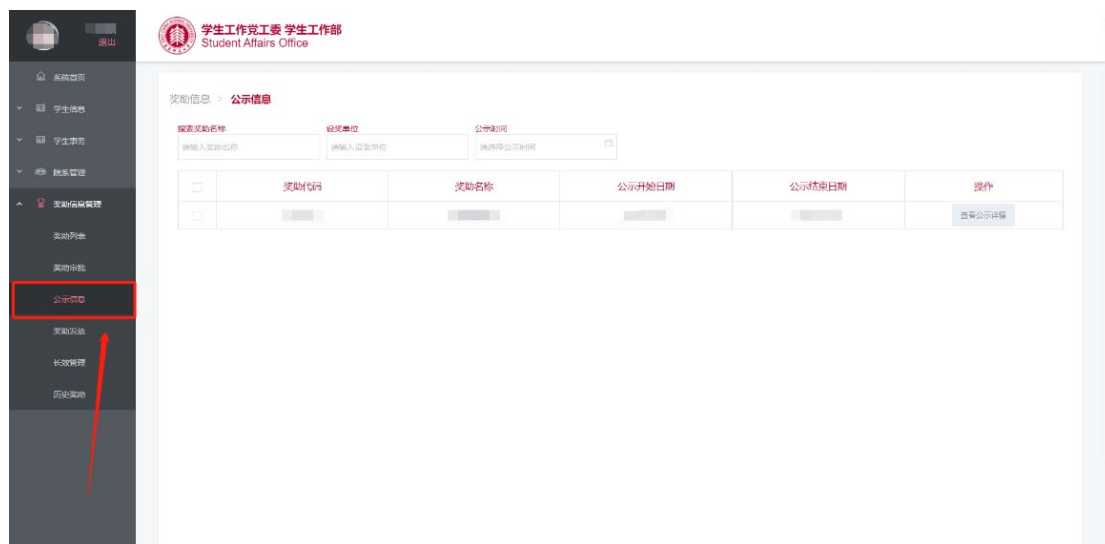 退出
学生工作党工委 学生工作部
Student Affairs Office
系统首页
学生信息
学生事务
院系管理
奖助信息管理
奖助列表
奖助审批
公示信息
奖助发放
长效管理
历史奖助
奖助信息 > 公示信息
搜索奖助名称 设奖单位 公示时间
请输入奖助名称 请输入设奖单位 请选择公示时间
奖助代码 奖助名称 公示开始日期 公示结束日期 操作
查看公示详情